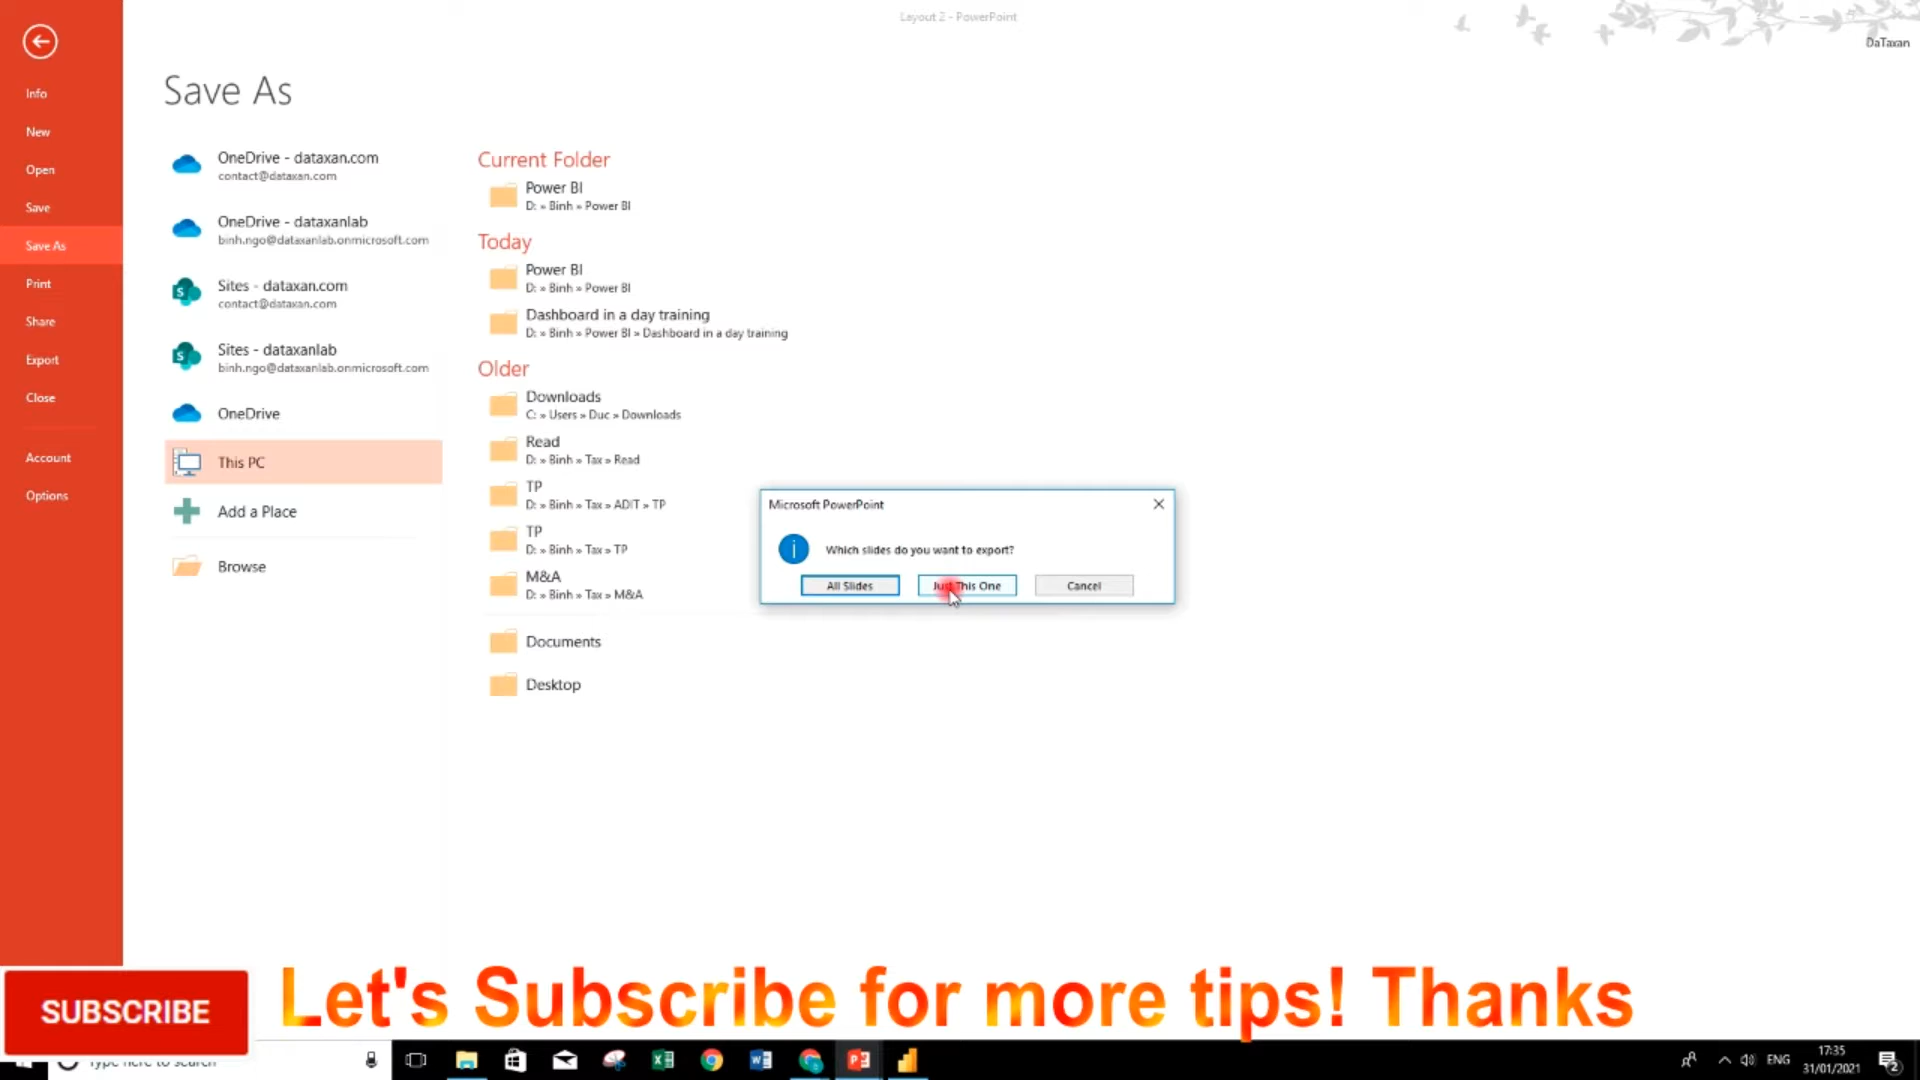 Layout 2 - PowerPoint
DaTaxan
Info
New
Open
Save
Save As
Print
Share
Export
Close
Account
Options
Save As
OneDrive - dataxan.com
contact@dataxan.com
OneDrive - dataxanlab
binh.ngo@dataxanlab.onmicrosoft.com
Sites - dataxan.com
contact@dataxan.com
Sites - dataxanlab
binh.ngo@dataxanlab.onmicrosoft.com
OneDrive
This PC
Add a Place
Browse
Current Folder
Power BI
D: » Binh » Power BI
Today
Power BI
D: » Binh » Power BI
Dashboard in a day training
D: » Binh » Power BI » Dashboard in a day training
Older
Downloads
C: » Users » Duc » Downloads
Read
D: » Binh » Tax » Read
TP
D: » Binh » Tax » ADIT » TP
TP
D: » Binh » Tax » TP
M&A
D: » Binh » Tax » M&A
Documents
Desktop
Microsoft PowerPoint
Which slides do you want to export?
All Slides
Just This One
Cancel
SUBSCRIBE
Let's Subscribe for more tips! Thanks
Type here to search
ENG
17:35
31/01/2021
2